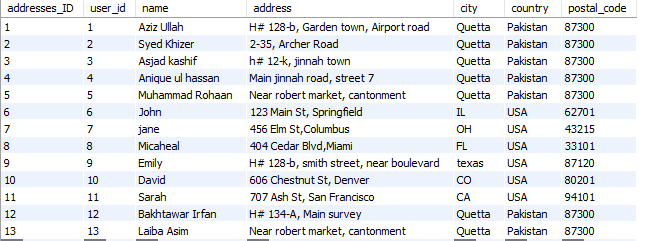 addresses_ID user_id name address city country postal_code
1 1 Aziz Ullah H# 128-b, Garden town, Airport road Quetta Pakistan 87300
2 2 Syed Khizer 2-35, Archer Road Quetta Pakistan 87300
3 3 Asjad kashif h# 12-k, jinnah town Quetta Pakistan 87300
4 4 Anique ul hassan Main jinnah road, street 7 Quetta Pakistan 87300
5 5 Muhammad Rohaan Near robert market, cantonment Quetta Pakistan 87300
6 6 John 123 Main St, Springfield IL USA 62701
7 7 jane 456 Elm St,Columbus OH USA 43215
8 8 Micaheal 404 Cedar Blvd,Miami FL USA 33101
9 9 Emily H# 128-b, smith street, near boulevard texas USA 87120
10 10 David 606 Chestnut St, Denver CO USA 80201
11 11 Sarah 707 Ash St, San Francisco CA USA 94101
12 12 Bakhtawar Irfan H# 134-A, Main survey Quetta Pakistan 87300
13 13 Laiba Asim Near robert market, cantonment Quetta Pakistan 87300